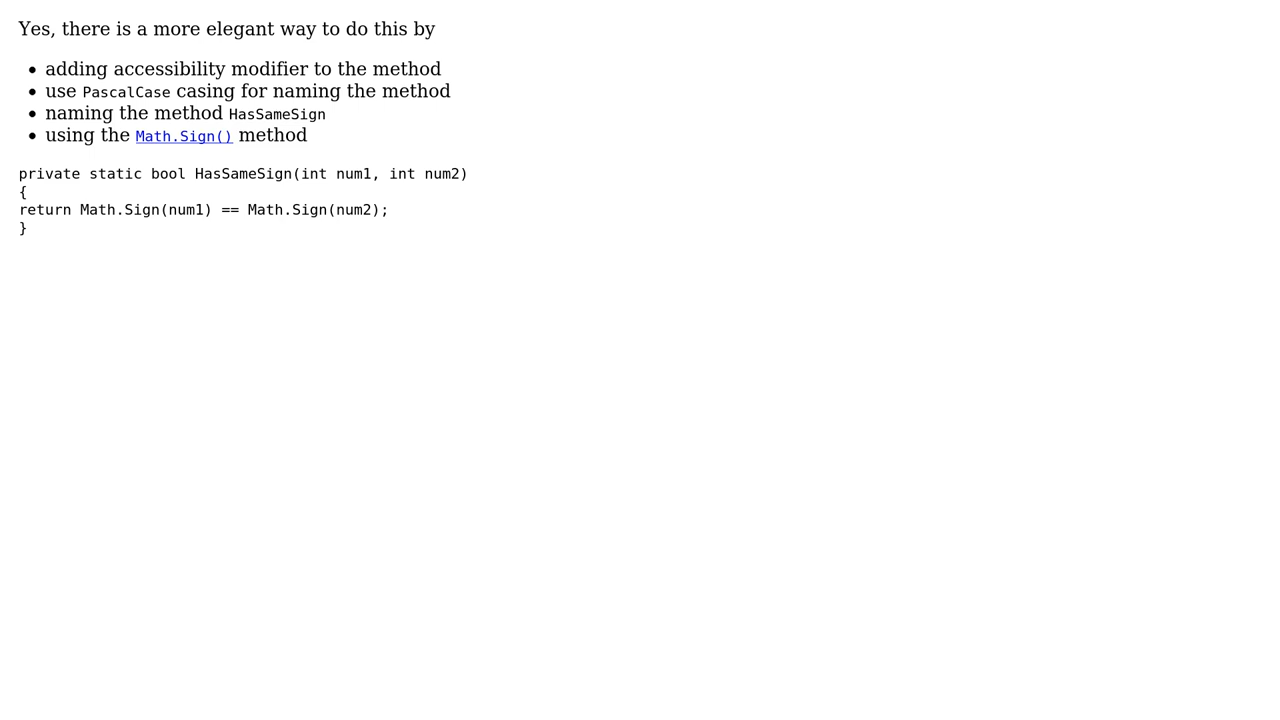 Yes, there is a more elegant way to do this by
• adding accessibility modifier to the method
• use PascalCase casing for naming the method
• naming the method HasSameSign
• using the Math.Sign() method
private static bool HasSameSign(int num1, int num2)
{
return Math.Sign(num1) == Math.Sign(num2);
}